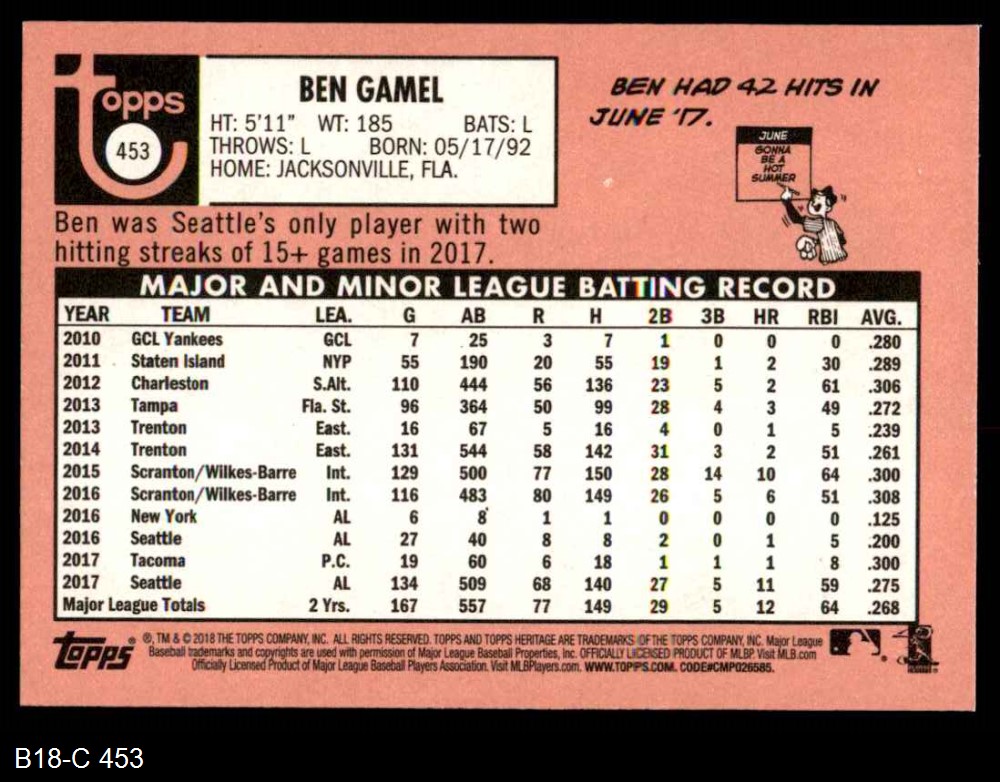 topps
453
BEN GAMEL
HT: 5'11" WT: 185 BATS: L
THROWS: L BORN: 05/17/92
HOME: JACKSONVILLE, FLA.
BEN HAD 42 HITS IN
JUNE '17.
JUNE
GONNA
BE A
HOT
SUMMER
Ben was Seattle's only player with two
hitting streaks of 15+ games in 2017.
MAJOR AND MINOR LEAGUE BATTING RECORD
YEAR TEAM LEA. G AB R H 2B 3B HR RBI AVG.
2010 GCL Yankees GCL 7 25 3 7 1 0 0 0 .280
2011 Staten Island NYP 55 190 20 55 19 1 2 30 .289
2012 Charleston S.Alt. 110 444 56 136 23 5 2 61 .306
2013 Tampa Fla. St. 96 364 50 99 28 4 3 49 .272
2013 Trenton East. 16 67 5 16 4 0 1 5 .239
2014 Trenton East. 131 544 58 142 31 3 2 51 .261
2015 Scranton/Wilkes-Barre Int. 129 500 77 150 28 14 10 64 .300
2016 Scranton/Wilkes-Barre Int. 116 483 80 149 26 5 6 51 .308
2016 New York AL 6 8 1 1 0 0 0 0 .125
2016 Seattle AL 27 40 8 8 2 0 1 5 .200
2017 Tacoma P.C. 19 60 6 18 1 1 1 8 .300
2017 Seattle AL 134 509 68 140 27 5 11 59 .275
Major League Totals 2 Yrs. 167 557 77 149 29 5 12 64 .268
Topps ®, TM & © 2018 THE TOPPS COMPANY, INC. ALL RIGHTS RESERVED. TOPPS AND TOPPS HERITAGE ARE TRADEMARKS OF THE TOPPS COMPANY, INC. Major League
Baseball trademarks and copyrights are used with permission of Major League Baseball Properties, Inc. OFFICIALLY LICENSED PRODUCT OF MLBP. Visit MLB.com
Officially Licensed Product of Major League Baseball Players Association. Visit MLBPlayers.com. WWW.TOPPS.COM. CODE#CMP026585.
B18-C 453